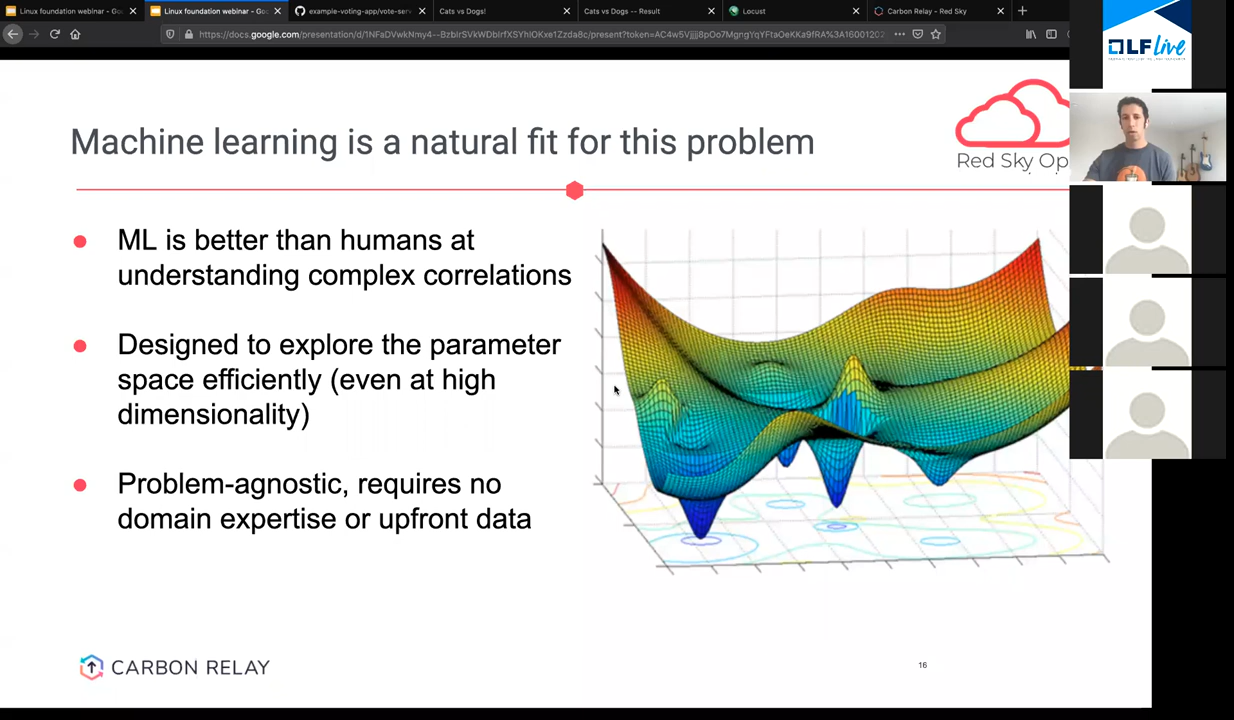 Linux foundation webinar - Goo
Linux foundation webinar - Goo
example-voting-app/vote-serv
Cats vs Dogs!
Cats vs Dogs -- Result
Locust
Carbon Relay - Red Sky
LF live
Machine learning is a natural fit for this problem
Red Sky Op
ML is better than humans at
understanding complex correlations
Designed to explore the parameter
space efficiently (even at high
dimensionality)
Problem-agnostic, requires no
domain expertise or upfront data
CARBON RELAY
16